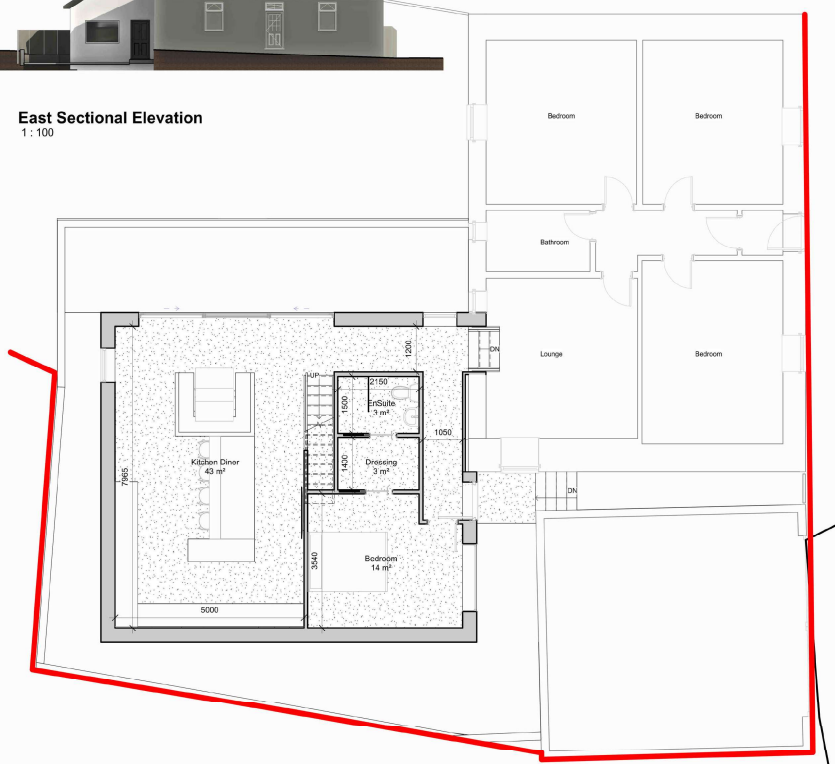 East Sectional Elevation
1 : 100
Bedroom
Bedroom
Bathroom
Lounge
Bedroom
DN
UP
1200
2150
EnSuite
3 m²
1500
1050
Dressing
3 m²
1400
Kitchen Diner
43 m²
7965
DN
Bedroom
14 m²
3540
5000